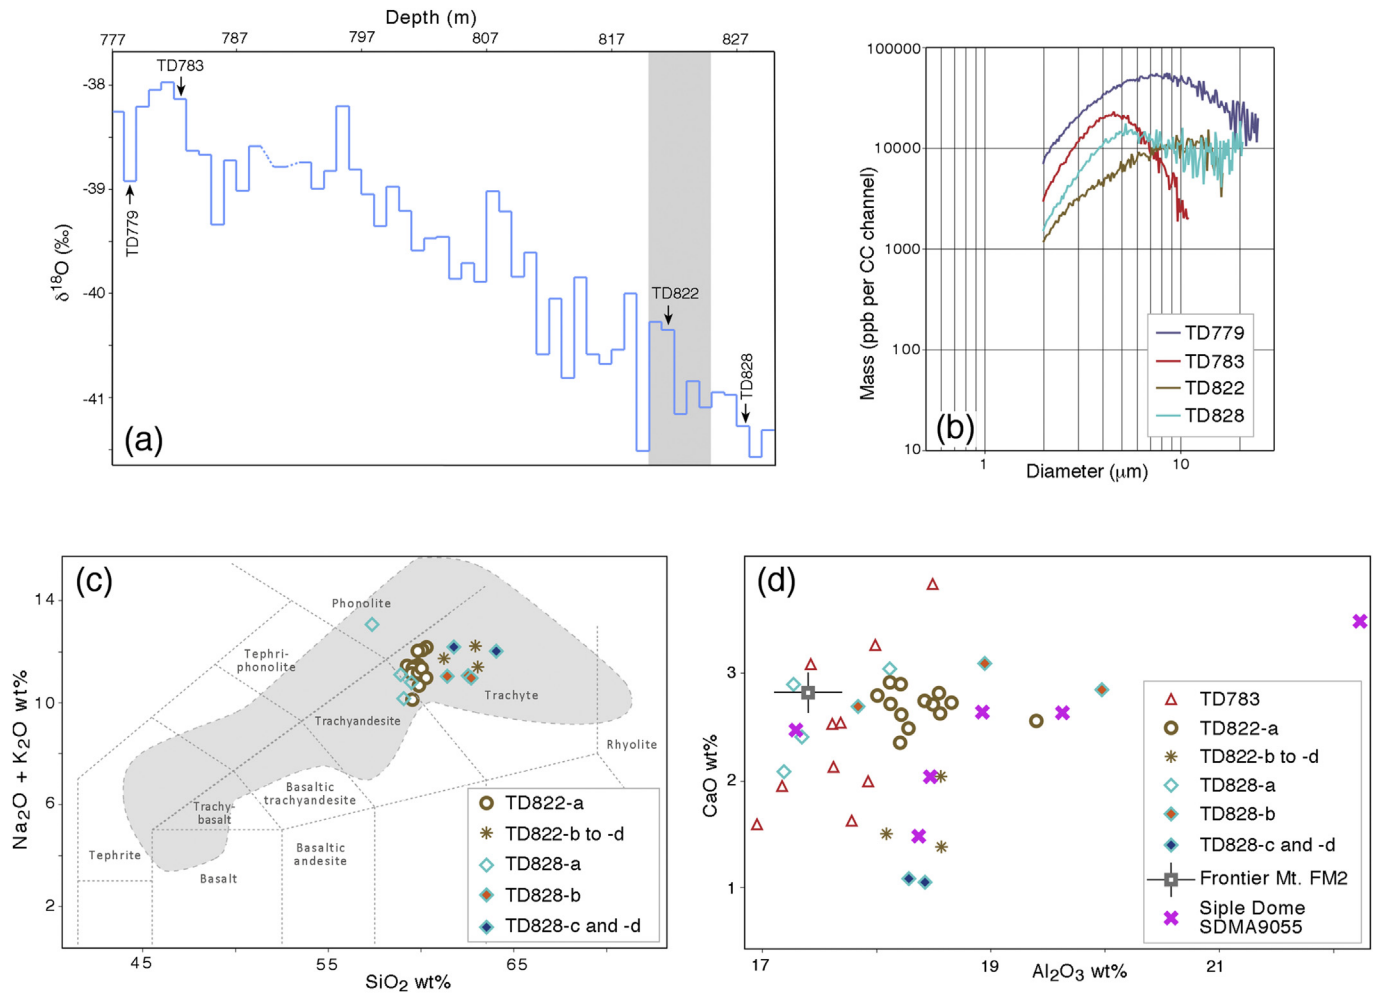 Depth (m)
777 787 797 807 817 827
TD783
-38
-39
-40
-41
δ18O (‰)
TD779
TD822
TD828
(a)
100000
10000
1000
100
10
Mass (ppb per CC channel)
TD779
TD783
TD822
TD828
(b)
1 10
Diameter (μm)
(c)
14
10
6
2
Na2O + K2O wt%
Phonolite
Tephri-
phonolite
Trachyte
Trachyandesite
Rhyolite
Basaltic
trachyandesite
Trachy-
basalt
Tephrite
Basaltic
andesite
Basalt
TD822-a
TD822-b to -d
TD828-a
TD828-b
TD828-c and -d
45 55 65
SiO2 wt%
(d)
3
2
1
CaO wt%
TD783
TD822-a
TD822-b to -d
TD828-a
TD828-b
TD828-c and -d
Frontier Mt. FM2
Siple Dome
SDMA9055
17 19 21
Al2O3 wt%